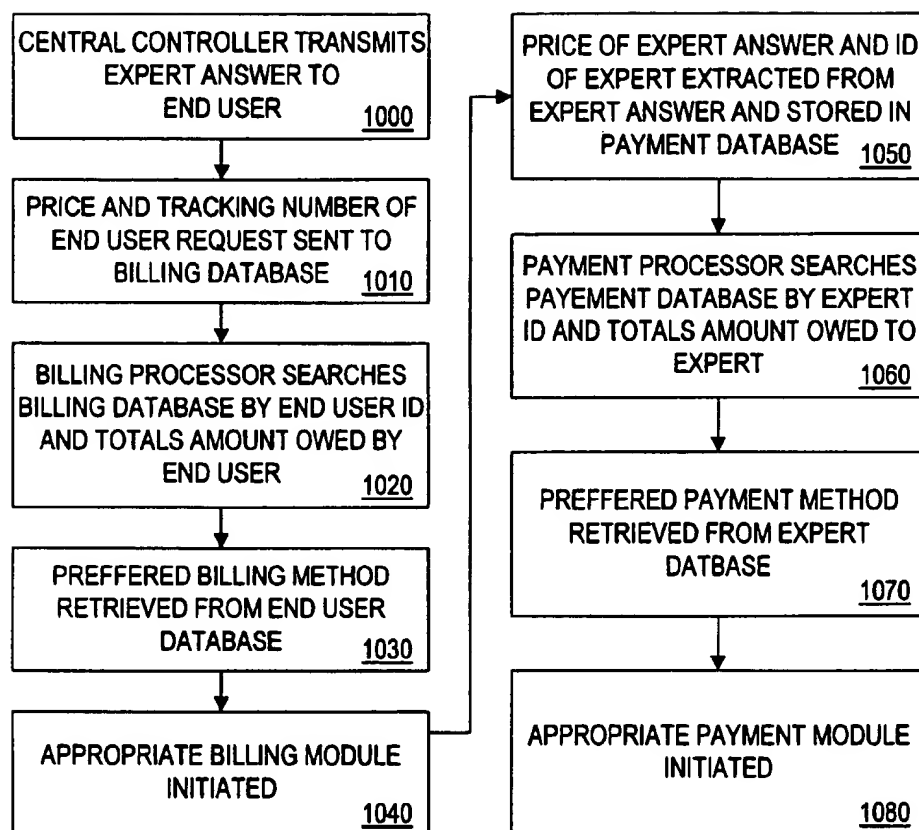 CENTRAL CONTROLLER TRANSMITS
EXPERT ANSWER TO
END USER
1000
PRICE AND TRACKING NUMBER OF
END USER REQUEST SENT TO
BILLING DATABASE
1010
BILLING PROCESSOR SEARCHES
BILLING DATABASE BY END USER ID
AND TOTALS AMOUNT OWED BY
END USER
1020
PREFFERED BILLING METHOD
RETRIEVED FROM END USER
DATABASE
1030
APPROPRIATE BILLING MODULE
INITIATED
1040
PRICE OF EXPERT ANSWER AND ID
OF EXPERT EXTRACTED FROM
EXPERT ANSWER AND STORED IN
PAYMENT DATABASE
1050
PAYMENT PROCESSOR SEARCHES
PAYEMENT DATABASE BY EXPERT
ID AND TOTALS AMOUNT OWED TO
EXPERT
1060
PREFFERED PAYMENT METHOD
RETRIEVED FROM EXPERT
DATBASE
1070
APPROPRIATE PAYMENT MODULE
INITIATED
1080